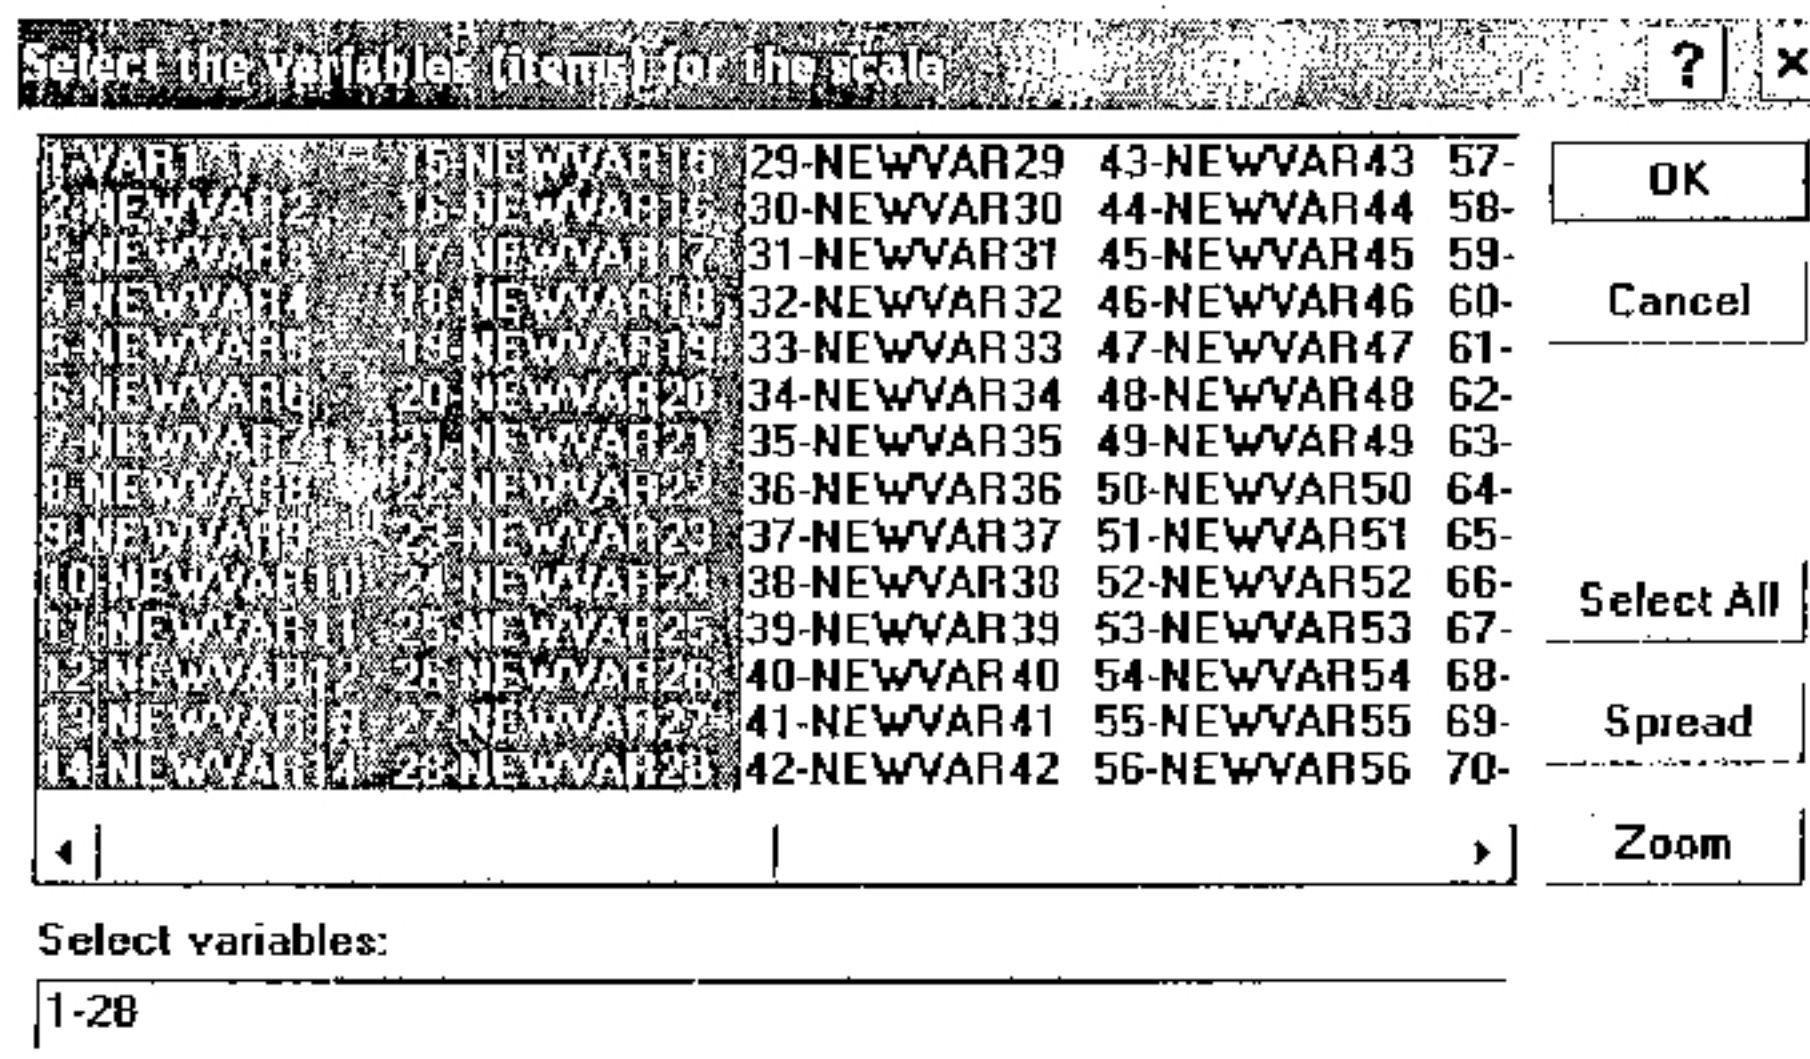 Select the variables (items) for the scale ? ×
1-VAR1 15-NEWVAR15 29-NEWVAR29 43-NEWVAR43 57- OK
2-NEWVAR2 16-NEWVAR16 30-NEWVAR30 44-NEWVAR44 58-
3-NEWVAR3 17-NEWVAR17 31-NEWVAR31 45-NEWVAR45 59-
4-NEWVAR4 18-NEWVAR18 32-NEWVAR32 46-NEWVAR46 60- Cancel
5-NEWVAR5 19-NEWVAR19 33-NEWVAR33 47-NEWVAR47 61-
6-NEWVAR6 20-NEWVAR20 34-NEWVAR34 48-NEWVAR48 62-
7-NEWVAR7 21-NEWVAR21 35-NEWVAR35 49-NEWVAR49 63-
8-NEWVAR8 22-NEWVAR22 36-NEWVAR36 50-NEWVAR50 64-
9-NEWVAR9 23-NEWVAR23 37-NEWVAR37 51-NEWVAR51 65-
10-NEWVAR10 24-NEWVAR24 38-NEWVAR38 52-NEWVAR52 66- Select All
11-NEWVAR11 25-NEWVAR25 39-NEWVAR39 53-NEWVAR53 67-
12-NEWVAR12 26-NEWVAR26 40-NEWVAR40 54-NEWVAR54 68-
13-NEWVAR13 27-NEWVAR27 41-NEWVAR41 55-NEWVAR55 69- Spread
14-NEWVAR14 28-NEWVAR28 42-NEWVAR42 56-NEWVAR56 70-
Zoom
Select variables:
1-28